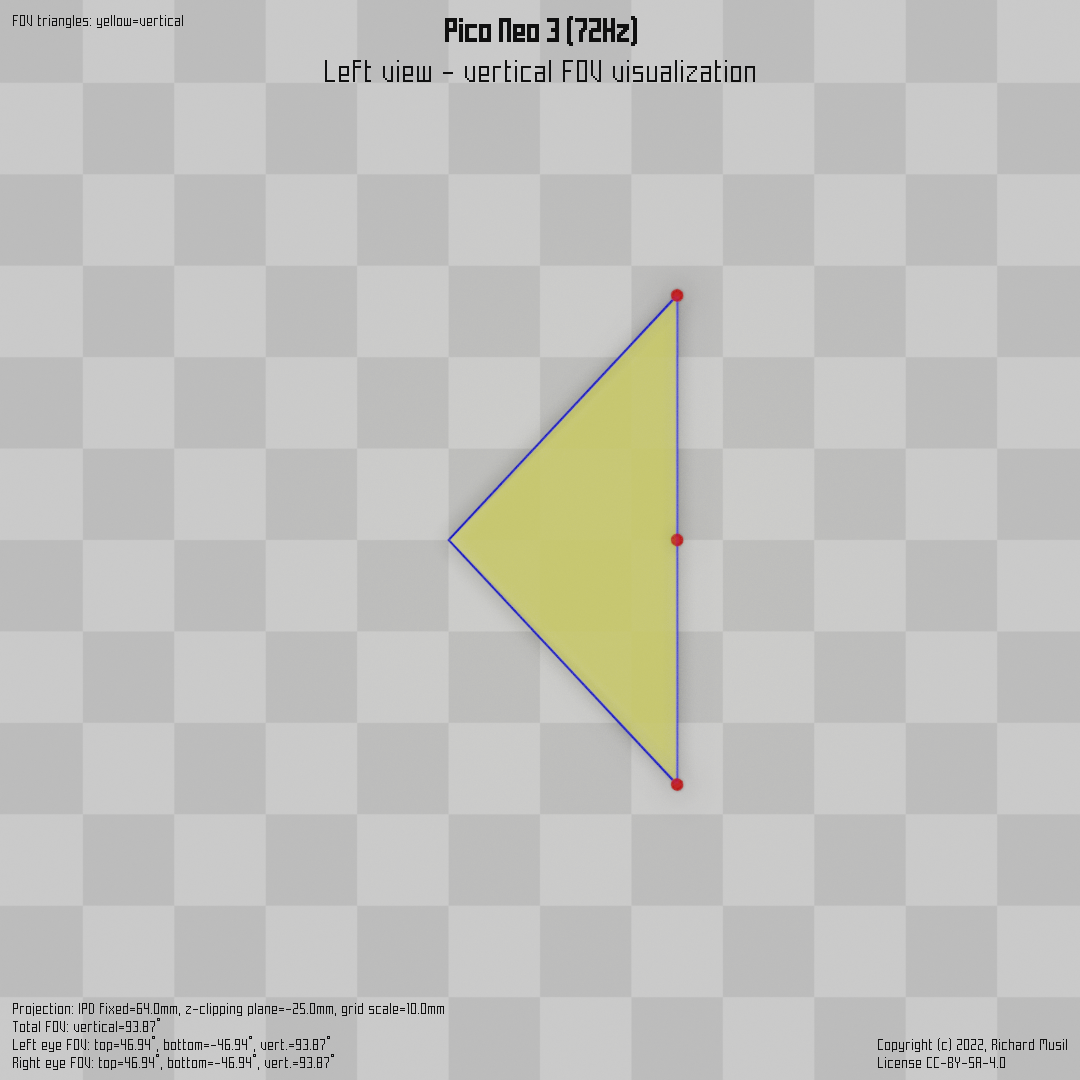 FOV triangles: yellow=vertical
Pico Neo 3 (72Hz)
Left view - vertical FOV visualization
Projection: IPD fixed=64.0mm, z-clipping plane=-25.0mm, grid scale=10.0mm
Total FOV: vertical=93.87°
Left eye FOV: top=46.94°, bottom=-46.94°, vert.=93.87°
Right eye FOV: top=46.94°, bottom=-46.94°, vert.=93.87°
Copyright (c) 2022, Richard Musil
License CC-BY-SA-4.0